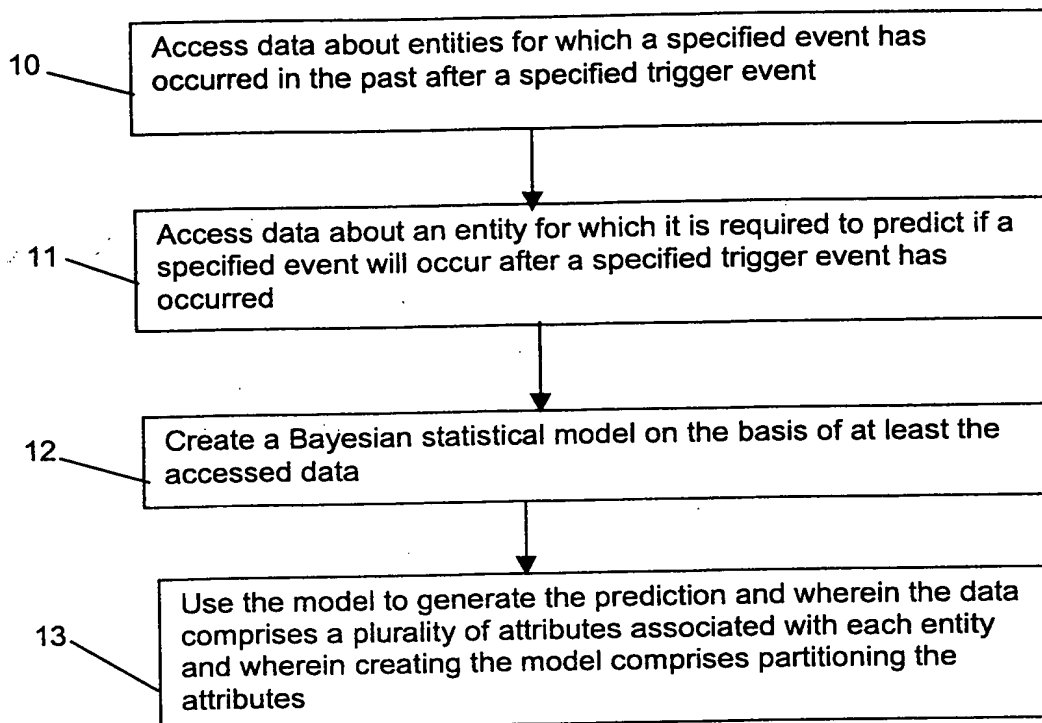 10
Access data about entities for which a specified event has
occurred in the past after a specified trigger event
11
Access data about an entity for which it is required to predict if a
specified event will occur after a specified trigger event has
occurred
12
Create a Bayesian statistical model on the basis of at least the
accessed data
13
Use the model to generate the prediction and wherein the data
comprises a plurality of attributes associated with each entity
and wherein creating the model comprises partitioning the
attributes